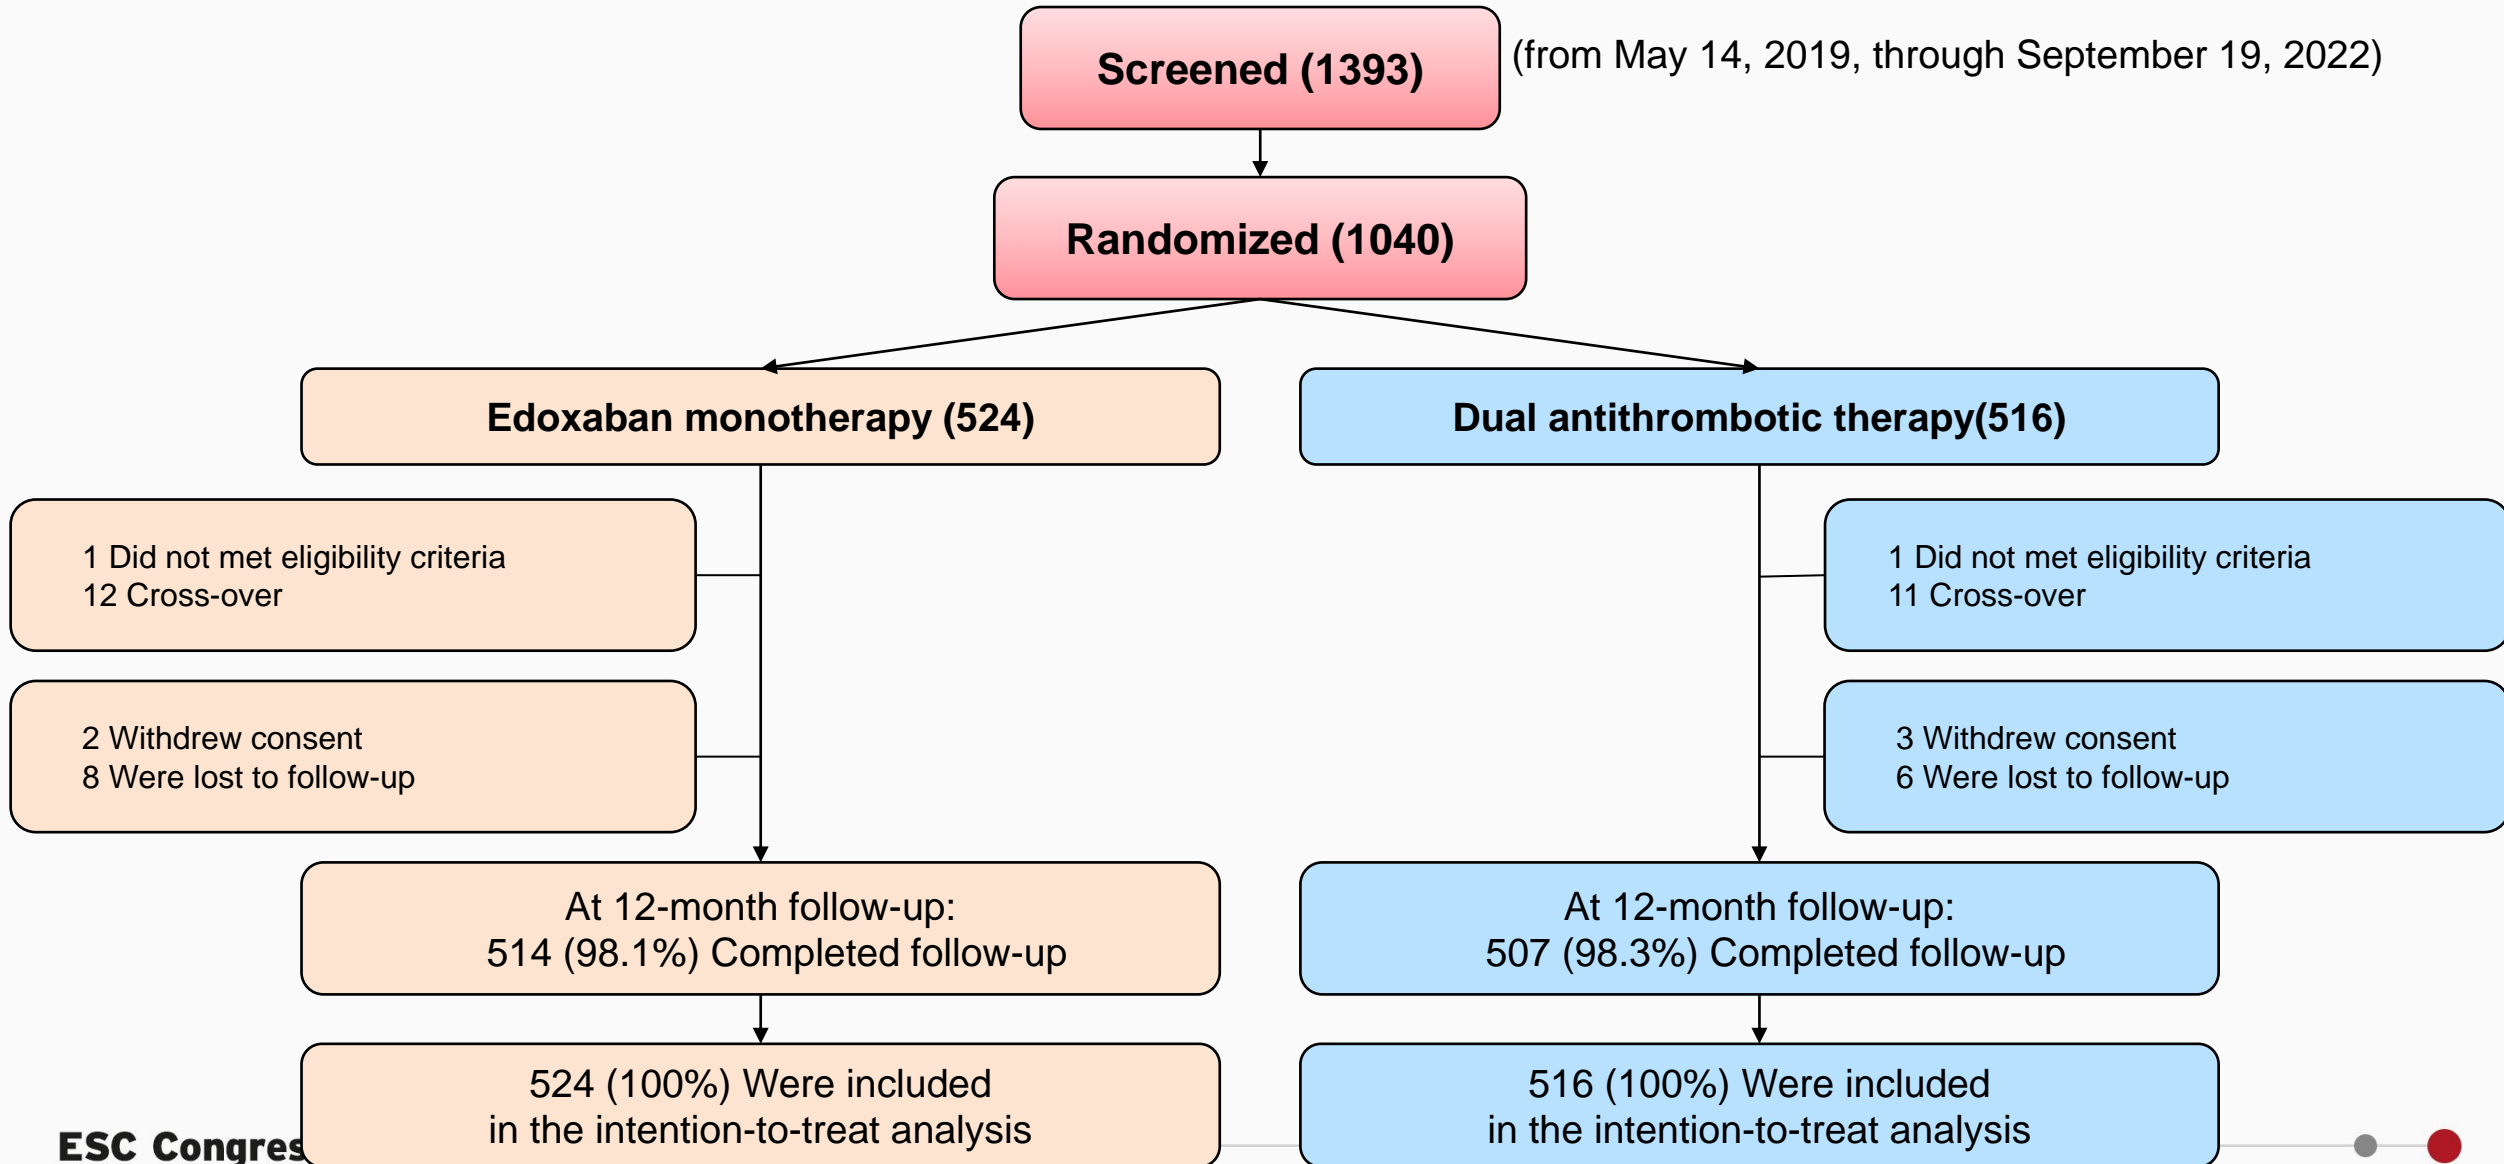 Screened (1393)
(from May 14, 2019, through September 19, 2022)
Randomized (1040)
Edoxaban monotherapy (524)
Dual antithrombotic therapy(516)
1 Did not met eligibility criteria
12 Cross-over
1 Did not met eligibility criteria
11 Cross-over
2 Withdrew consent
8 Were lost to follow-up
3 Withdrew consent
6 Were lost to follow-up
At 12-month follow-up:
514 (98.1%) Completed follow-up
At 12-month follow-up:
507 (98.3%) Completed follow-up
524 (100%) Were included
in the intention-to-treat analysis
516 (100%) Were included
in the intention-to-treat analysis
ESC Congres